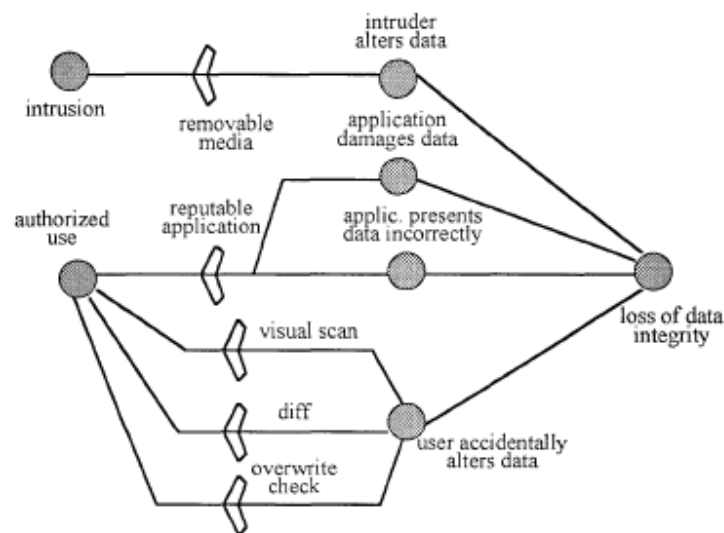 intruder
alters data
intrusion
removable
media
application
damages data
authorized
use
reputable
application
applic. presents
data incorrectly
loss of data
integrity
visual scan
diff
user accidentally
alters data
overwrite
check